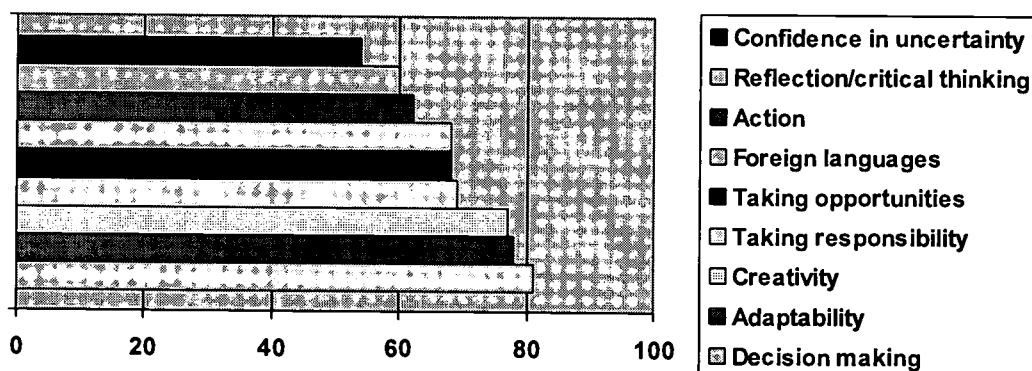 Confidence in uncertainty
Reflection/critical thinking
Action
Foreign languages
Taking opportunities
Taking responsibility
Creativity
Adaptability
Decision making
0 20 40 60 80 100